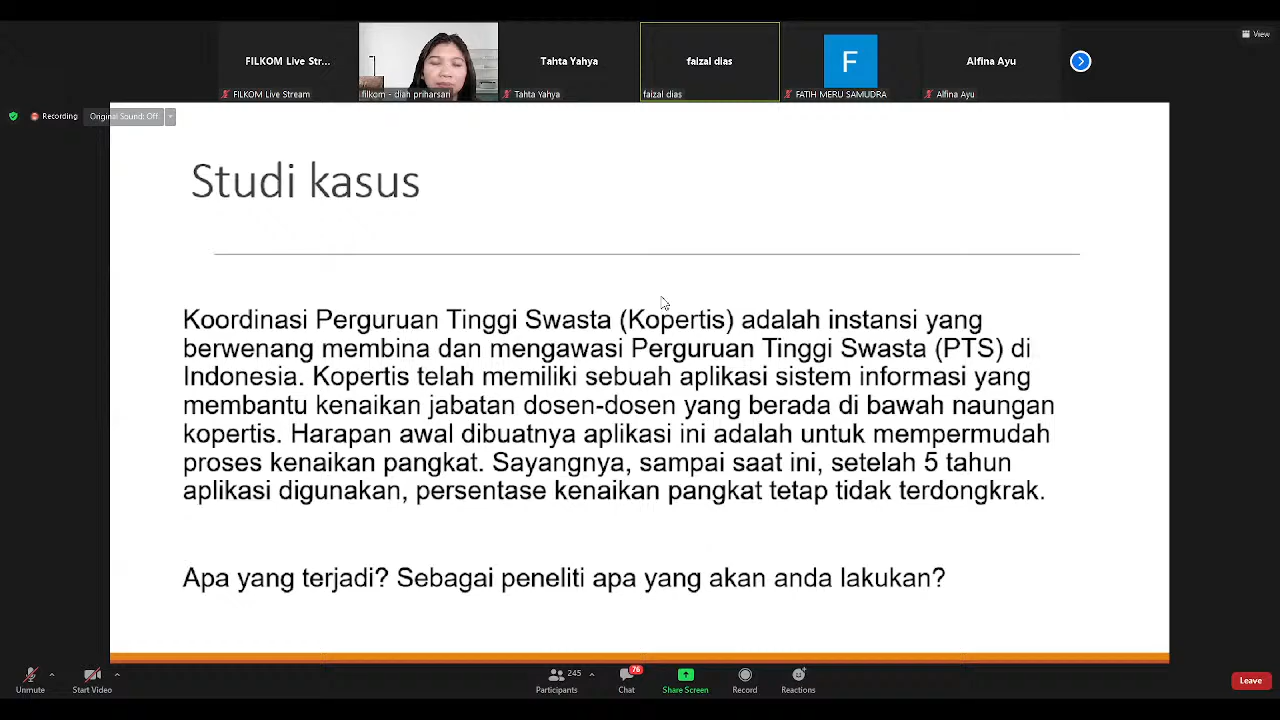 View
FILKOM Live Str...
Tahta Yahya
faizal dias
F
Alfina Ayu
FILKOM Live Stream
filkom - diah priharsari
Tahta Yahya
faizal dias
FATIH MERU SAMUDRA
Alfina Ayu
Recording
Original Sound: Off
Studi kasus
Koordinasi Perguruan Tinggi Swasta (Kopertis) adalah instansi yang
berwenang membina dan mengawasi Perguruan Tinggi Swasta (PTS) di
Indonesia. Kopertis telah memiliki sebuah aplikasi sistem informasi yang
membantu kenaikan jabatan dosen-dosen yang berada di bawah naungan
kopertis. Harapan awal dibuatnya aplikasi ini adalah untuk mempermudah
proses kenaikan pangkat. Sayangnya, sampai saat ini, setelah 5 tahun
aplikasi digunakan, persentase kenaikan pangkat tetap tidak terdongkrak.
Apa yang terjadi? Sebagai peneliti apa yang akan anda lakukan?
245
76
Unmute
Start Video
Participants
Chat
Share Screen
Record
Reactions
Leave